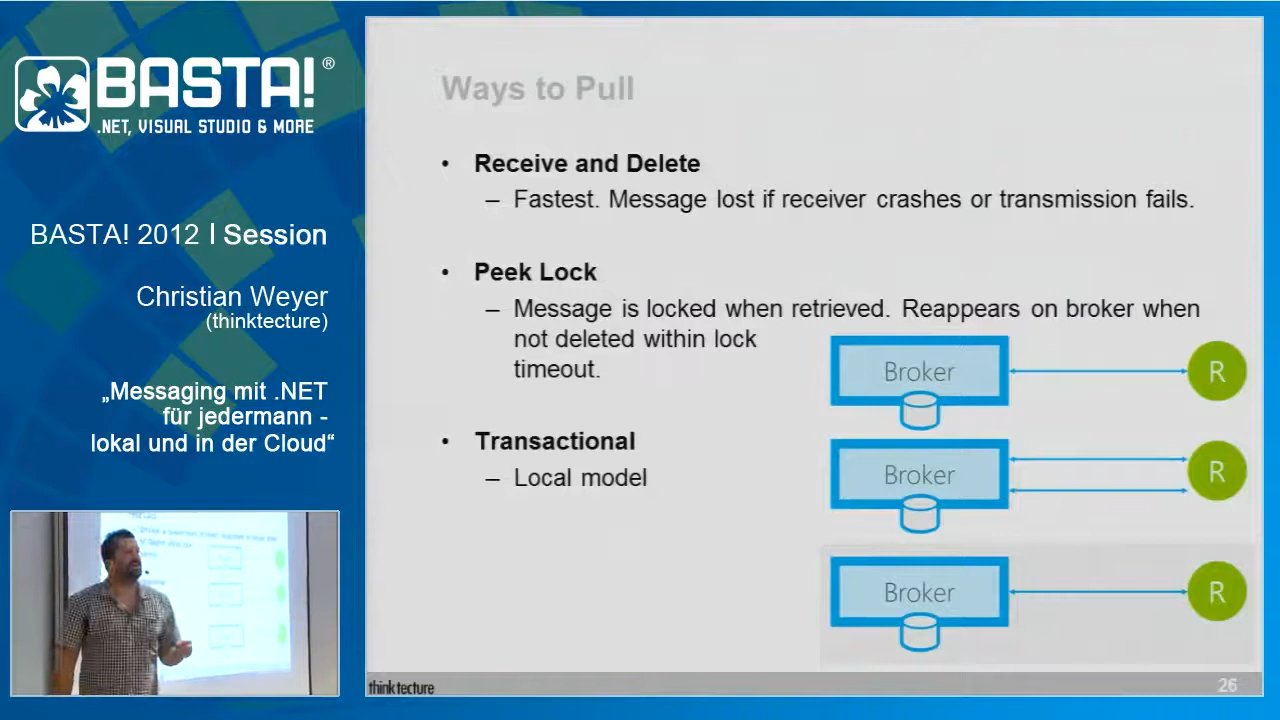 BASTA!®
.NET, VISUAL STUDIO & MORE
BASTA! 2012 | Session
Christian Weyer
(thinktecture)
„Messaging mit .NET
für jedermann -
lokal und in der Cloud“
Ways to Pull
• Receive and Delete
– Fastest. Message lost if receiver crashes or transmission fails.
• Peek Lock
– Message is locked when retrieved. Reappears on broker when
not deleted within lock
timeout.
Broker
R
• Transactional
– Local model
Broker
R
Broker
R
thinktecture
26